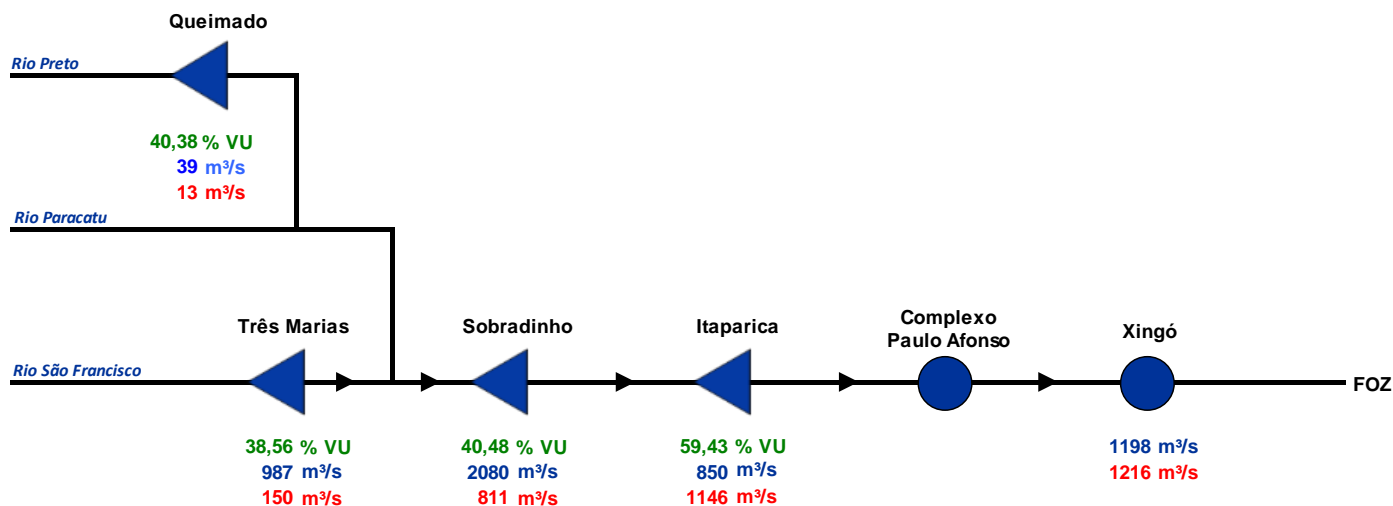 Queimado
Rio Preto
40,38 % VU
39 m³/s
13 m³/s
Rio Paracatu
Três Marias
Sobradinho
Itaparica
Complexo
Paulo Afonso
Xingó
Rio São Francisco
FOZ
38,56 % VU
987 m³/s
150 m³/s
40,48 % VU
2080 m³/s
811 m³/s
59,43 % VU
850 m³/s
1146 m³/s
1198 m³/s
1216 m³/s